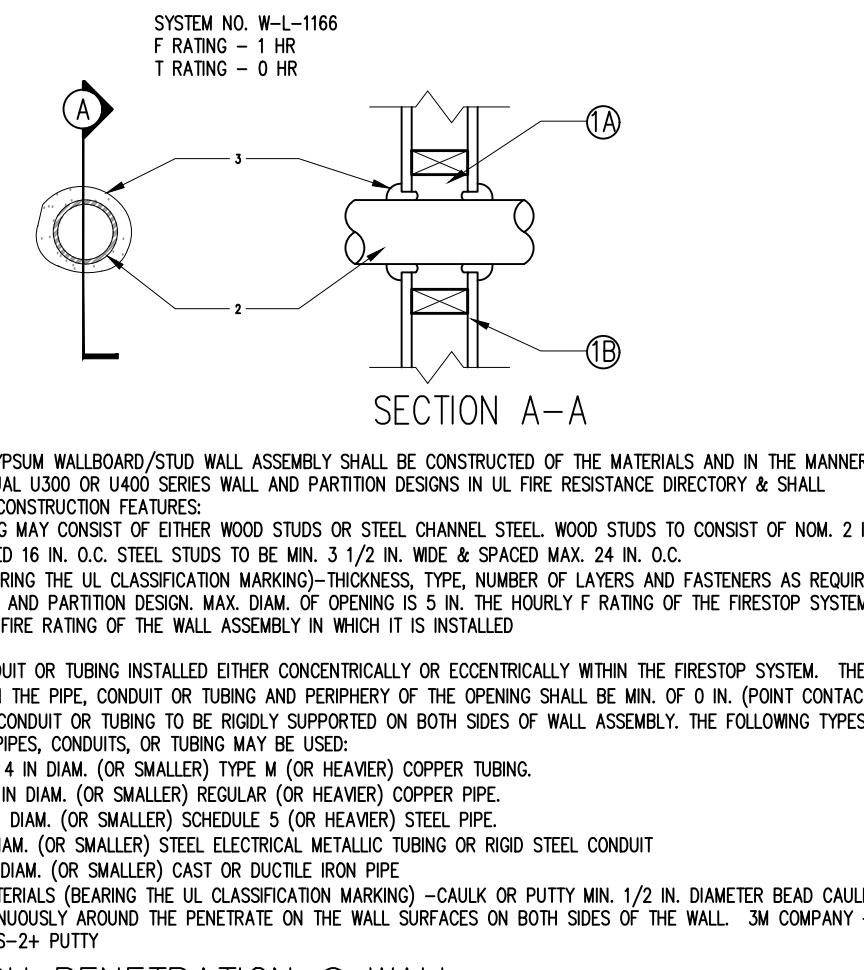 SYSTEM NO. W-L-1166
F RATING - 1 HR
T RATING - 0 HR
A
1A
3
2
1B
SECTION A-A
YPSUM WALLBOARD/STUD WALL ASSEMBLY SHALL BE CONSTRUCTED OF THE MATERIALS AND IN THE MANNER
UAL U300 OR U400 SERIES WALL AND PARTITION DESIGNS IN UL FIRE RESISTANCE DIRECTORY & SHALL
CONSTRUCTION FEATURES:
G MAY CONSIST OF EITHER WOOD STUDS OR STEEL CHANNEL STEEL. WOOD STUDS TO CONSIST OF NOM. 2 I
ED 16 IN. O.C. STEEL STUDS TO BE MIN. 3 1/2 IN. WIDE & SPACED MAX. 24 IN. O.C.
RING THE UL CLASSIFICATION MARKING)-THICKNESS, TYPE, NUMBER OF LAYERS AND FASTENERS AS REQUIR
AND PARTITION DESIGN. MAX. DIAM. OF OPENING IS 5 IN. THE HOURLY F RATING OF THE FIRESTOP SYSTEM
FIRE RATING OF THE WALL ASSEMBLY IN WHICH IT IS INSTALLED
DUIT OR TUBING INSTALLED EITHER CONCENTRICALLY OR ECCENTRICALLY WITHIN THE FIRESTOP SYSTEM. THE
N THE PIPE, CONDUIT OR TUBING AND PERIPHERY OF THE OPENING SHALL BE MIN. OF 0 IN. (POINT CONTAC
CONDUIT OR TUBING TO BE RIGIDLY SUPPORTED ON BOTH SIDES OF WALL ASSEMBLY. THE FOLLOWING TYPES
PIPES, CONDUITS, OR TUBING MAY BE USED:
4 IN DIAM. (OR SMALLER) TYPE M (OR HEAVIER) COPPER TUBING.
IN DIAM. (OR SMALLER) REGULAR (OR HEAVIER) COPPER PIPE.
DIAM. (OR SMALLER) SCHEDULE 5 (OR HEAVIER) STEEL PIPE.
IAM. (OR SMALLER) STEEL ELECTRICAL METALLIC TUBING OR RIGID STEEL CONDUIT
DIAM. (OR SMALLER) CAST OR DUCTILE IRON PIPE
TERIALS (BEARING THE UL CLASSIFICATION MARKING) -CAULK OR PUTTY MIN. 1/2 IN. DIAMETER BEAD CAUL
NUOUSLY AROUND THE PENETRATE ON THE WALL SURFACES ON BOTH SIDES OF THE WALL. 3M COMPANY -
S-2+ PUTTY
PENETRATION @ WALL